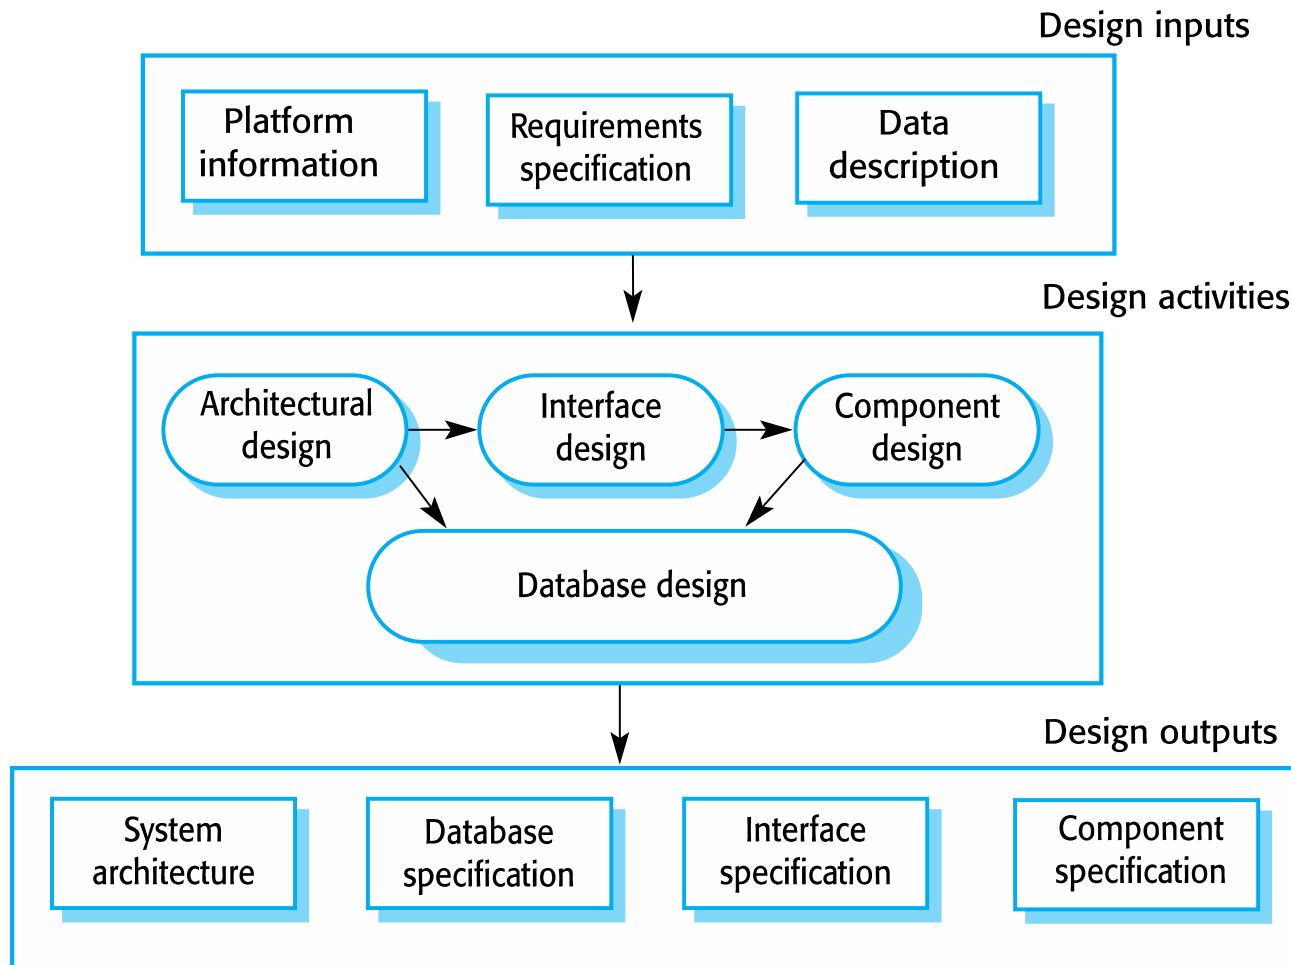 Design inputs
Platform
information
Requirements
specification
Data
description
Design activities
Architectural
design
Interface
design
Component
design
Database design
Design outputs
System
architecture
Database
specification
Interface
specification
Component
specification